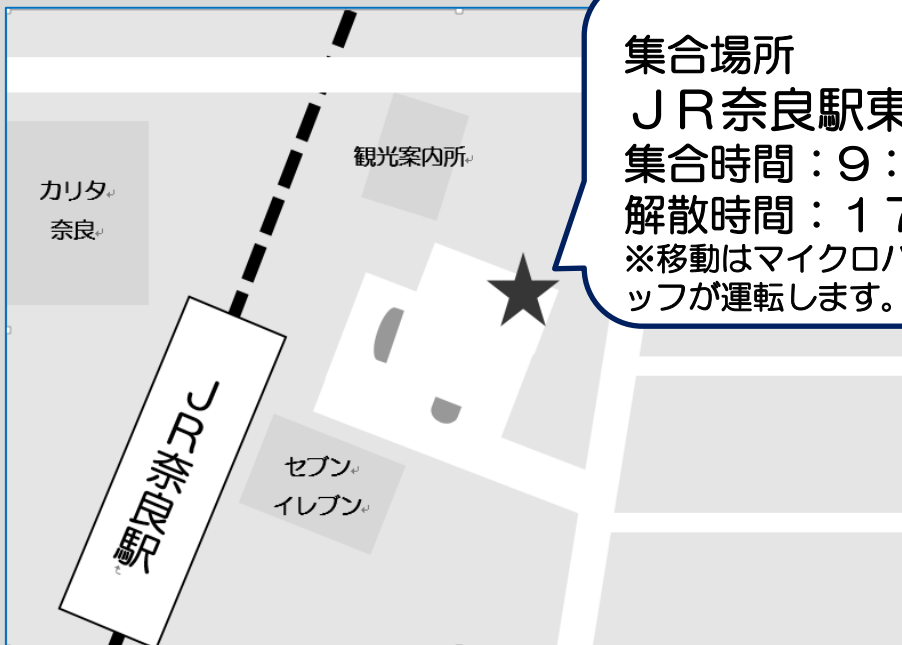 集合場所
ＪＲ奈良駅東
集合時間：９：
解散時間：１７
※移動はマイクロバ
ッフが運転します。
観光案内所
カリタ
奈良
ＪＲ奈良駅
セブン
イレブン